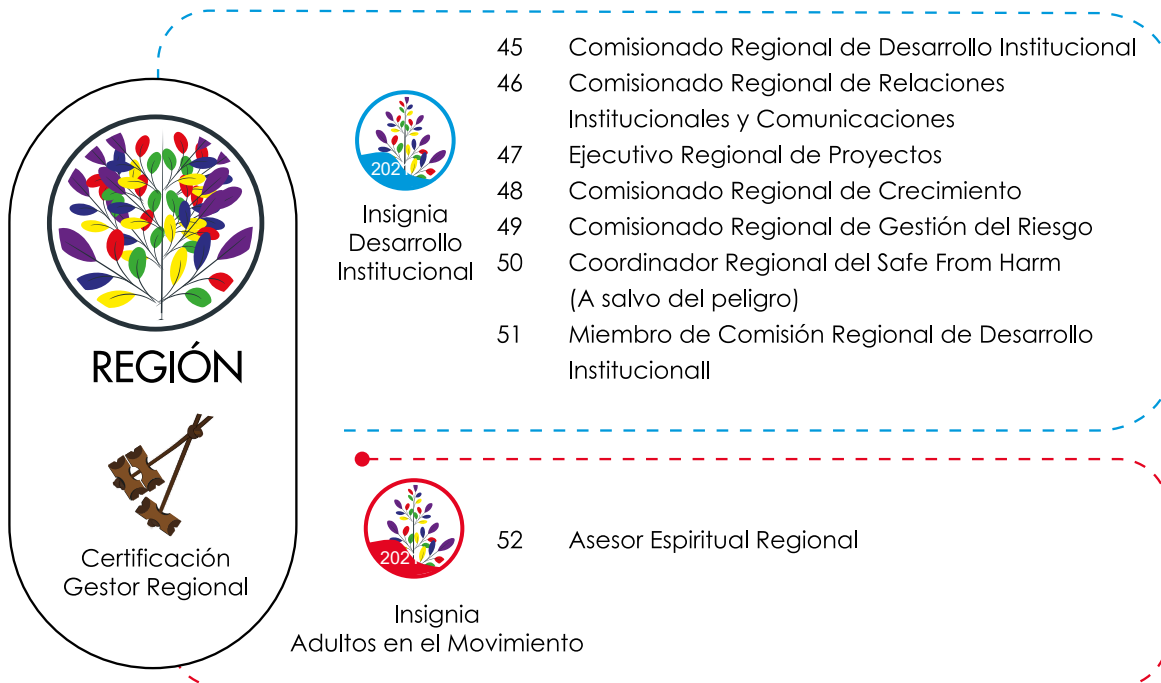 REGIÓN
Certificación
Gestor Regional
2021
Insignia
Desarrollo
Institucional
45 Comisionado Regional de Desarrollo Institucional
46 Comisionado Regional de Relaciones
Institucionales y Comunicaciones
47 Ejecutivo Regional de Proyectos
48 Comisionado Regional de Crecimiento
49 Comisionado Regional de Gestión del Riesgo
50 Coordinador Regional del Safe From Harm
(A salvo del peligro)
51 Miembro de Comisión Regional de Desarrollo
Institucionall
2021
Insignia
Adultos en el Movimiento
52 Asesor Espiritual Regional